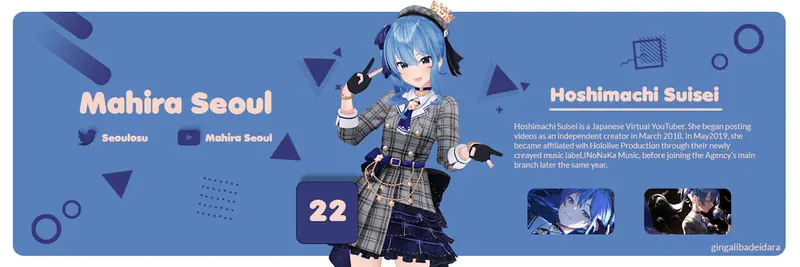 Mahira Seoul
Seoulosu
Mahira Seoul
22
Hoshimachi Suisei
Hoshimachi Suisei is a Japanese Virtual YouTuber. She began posting
videos as an independent creator in March 2018. In May2019, she
became affiliated wih Hololive Production through their newly
creayed music label,INoNaKa Music, before joining the Agency's main
branch later the same year.
gingalibadeidara